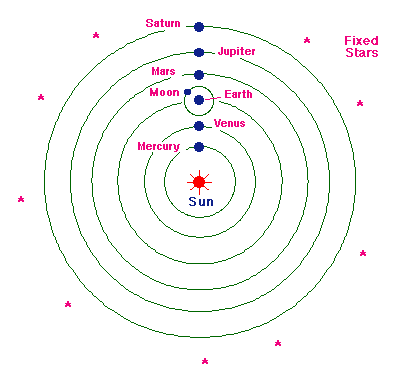 Saturn
Fixed
Stars
Jupiter
Mars
Moon
Earth
Venus
Mercury
Sun